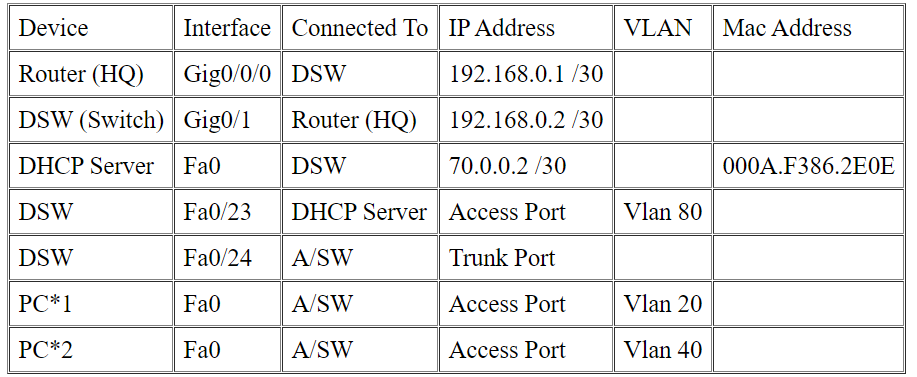 Device Interface Connected To IP Address VLAN Mac Address
Router (HQ) Gig0/0/0 DSW 192.168.0.1 /30
DSW (Switch) Gig0/1 Router (HQ) 192.168.0.2 /30
DHCP Server Fa0 DSW 70.0.0.2 /30 000A.F386.2E0E
DSW Fa0/23 DHCP Server Access Port Vlan 80
DSW Fa0/24 A/SW Trunk Port
PC*1 Fa0 A/SW Access Port Vlan 20
PC*2 Fa0 A/SW Access Port Vlan 40